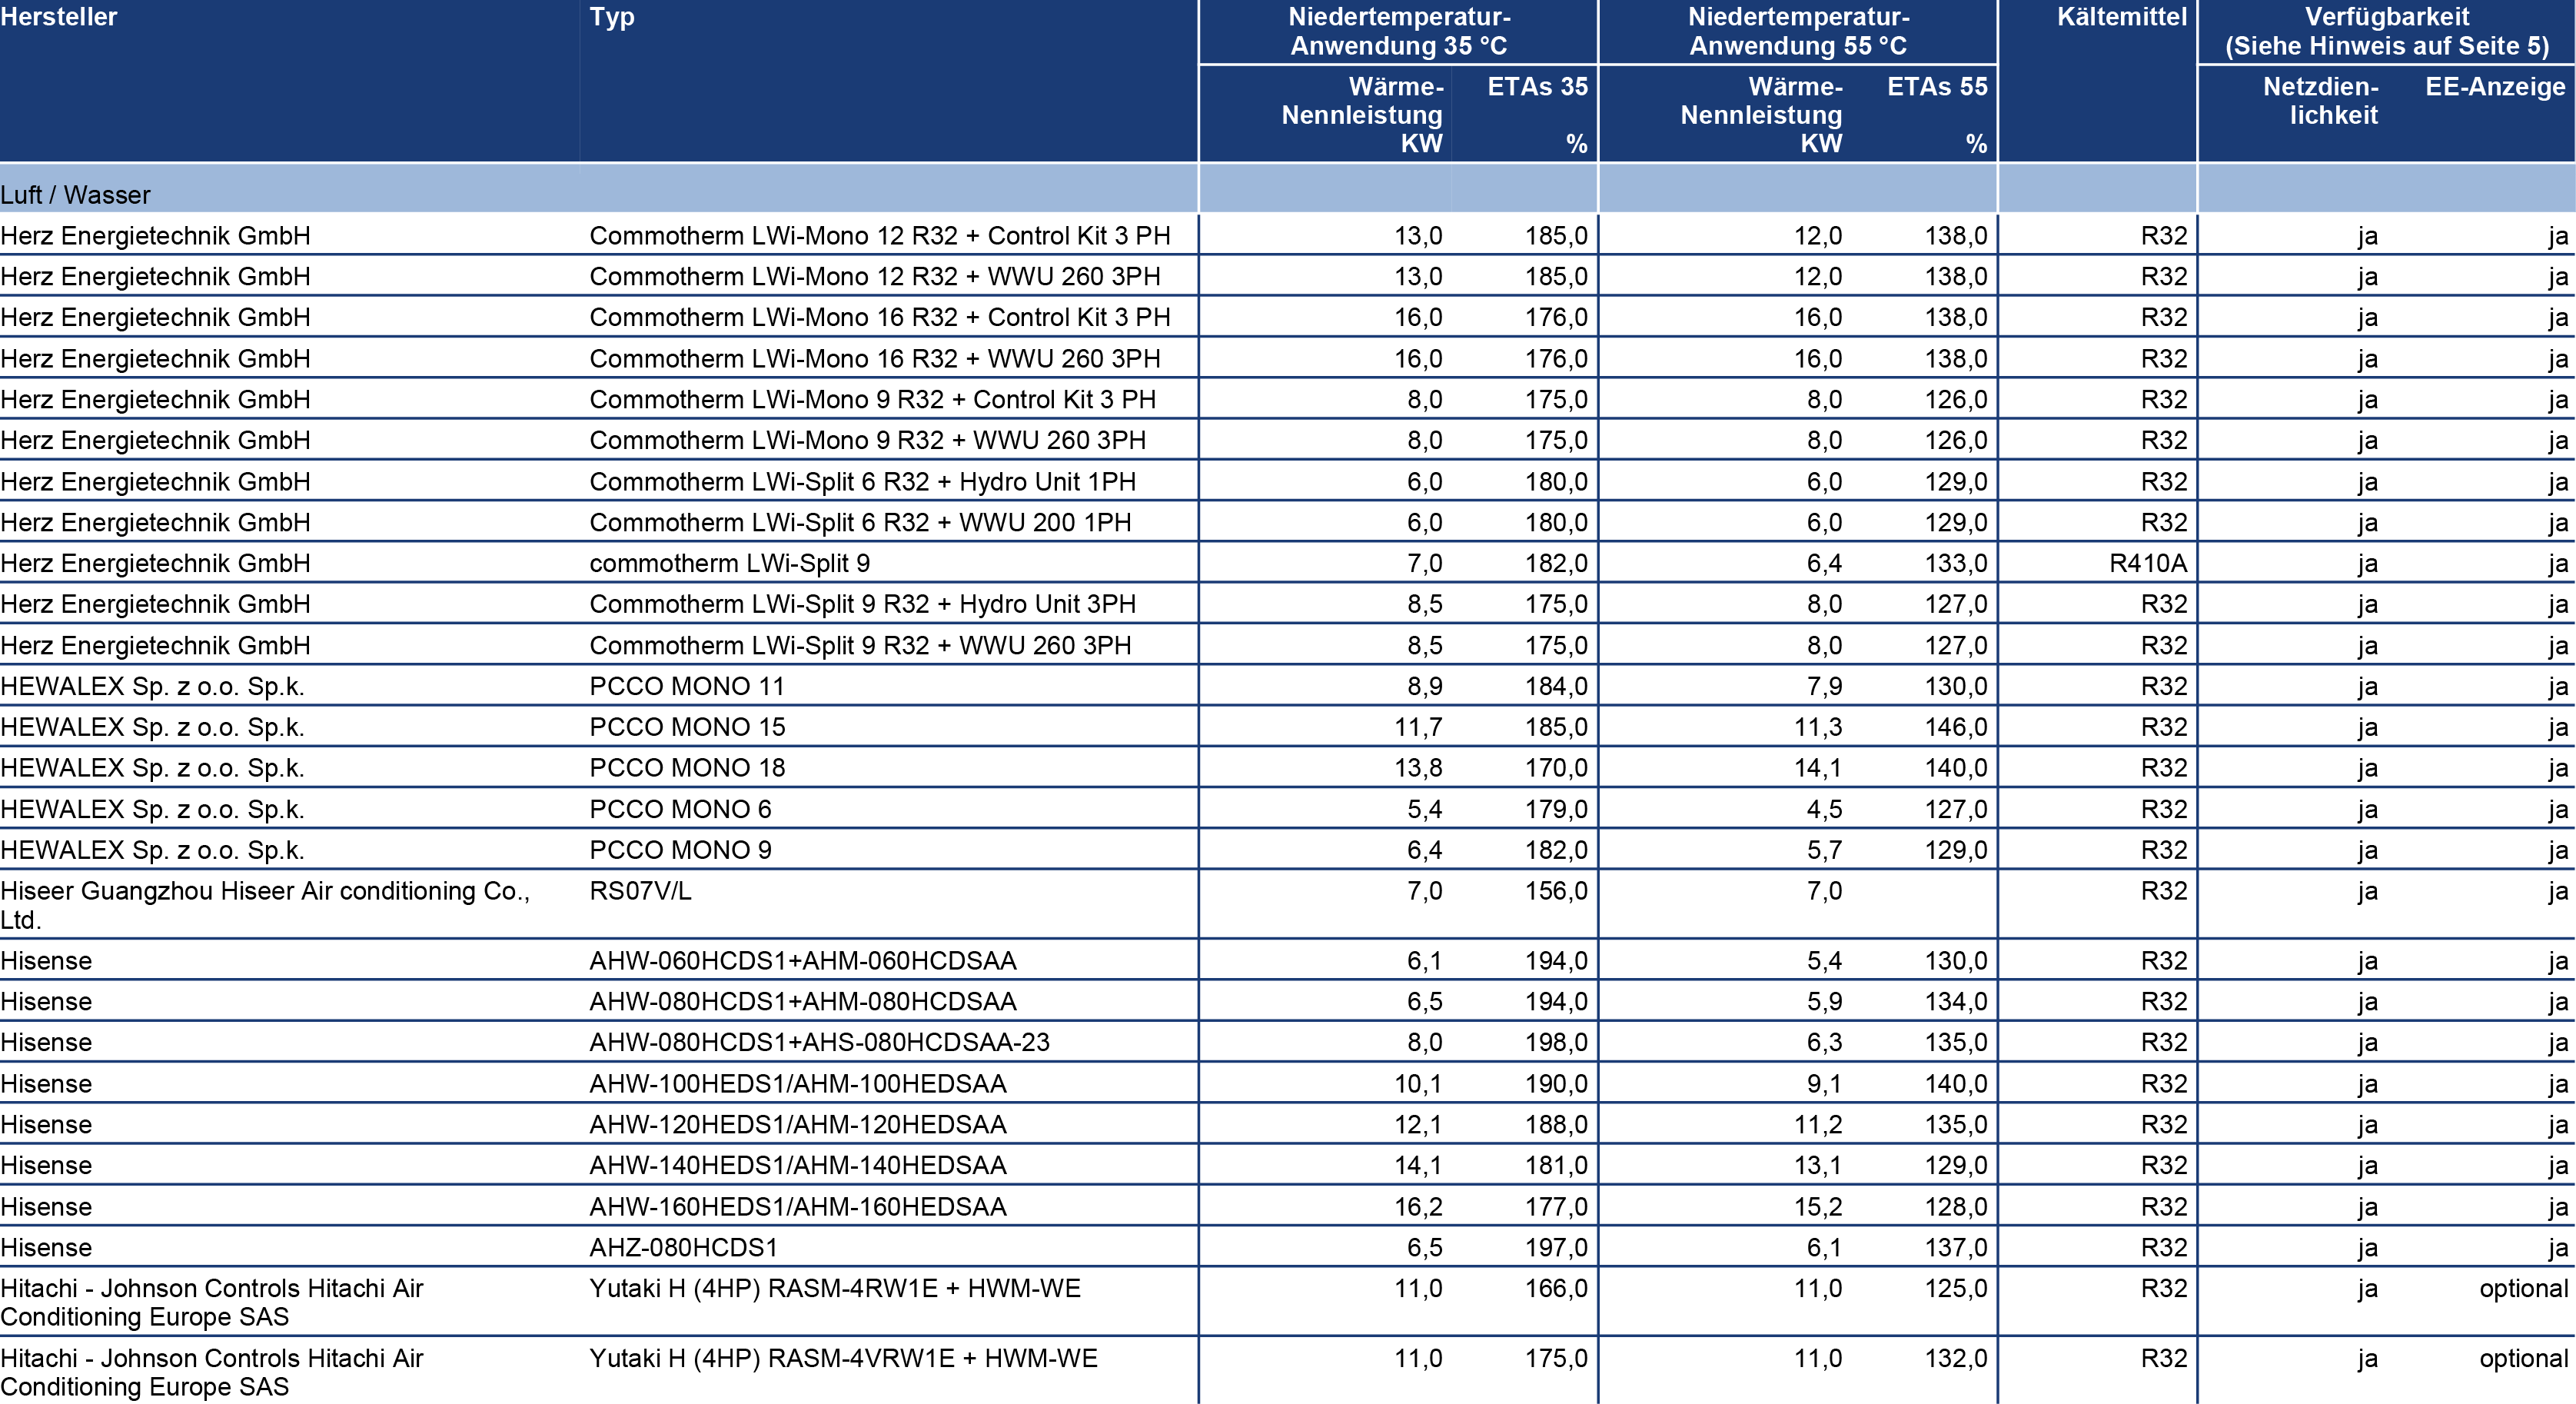 Hersteller Typ Niedertemperatur- Niedertemperatur- Kältemittel Verfügbarkeit
Anwendung 35 °C Anwendung 55 °C (Siehe Hinweis auf Seite 5)
Wärme- ETAs 35 Wärme- ETAs 55 Netzdien- EE-Anzeige
Nennleistung Nennleistung lichkeit
KW % KW %
Luft / Wasser
Herz Energietechnik GmbH Commotherm LWi-Mono 12 R32 + Control Kit 3 PH 13,0 185,0 12,0 138,0 R32 ja ja
Herz Energietechnik GmbH Commotherm LWi-Mono 12 R32 + WWU 260 3PH 13,0 185,0 12,0 138,0 R32 ja ja
Herz Energietechnik GmbH Commotherm LWi-Mono 16 R32 + Control Kit 3 PH 16,0 176,0 16,0 138,0 R32 ja ja
Herz Energietechnik GmbH Commotherm LWi-Mono 16 R32 + WWU 260 3PH 16,0 176,0 16,0 138,0 R32 ja ja
Herz Energietechnik GmbH Commotherm LWi-Mono 9 R32 + Control Kit 3 PH 8,0 175,0 8,0 126,0 R32 ja ja
Herz Energietechnik GmbH Commotherm LWi-Mono 9 R32 + WWU 260 3PH 8,0 175,0 8,0 126,0 R32 ja ja
Herz Energietechnik GmbH Commotherm LWi-Split 6 R32 + Hydro Unit 1PH 6,0 180,0 6,0 129,0 R32 ja ja
Herz Energietechnik GmbH Commotherm LWi-Split 6 R32 + WWU 200 1PH 6,0 180,0 6,0 129,0 R32 ja ja
Herz Energietechnik GmbH commotherm LWi-Split 9 7,0 182,0 6,4 133,0 R410A ja ja
Herz Energietechnik GmbH Commotherm LWi-Split 9 R32 + Hydro Unit 3PH 8,5 175,0 8,0 127,0 R32 ja ja
Herz Energietechnik GmbH Commotherm LWi-Split 9 R32 + WWU 260 3PH 8,5 175,0 8,0 127,0 R32 ja ja
HEWALEX Sp. z o.o. Sp.k. PCCO MONO 11 8,9 184,0 7,9 130,0 R32 ja ja
HEWALEX Sp. z o.o. Sp.k. PCCO MONO 15 11,7 185,0 11,3 146,0 R32 ja ja
HEWALEX Sp. z o.o. Sp.k. PCCO MONO 18 13,8 170,0 14,1 140,0 R32 ja ja
HEWALEX Sp. z o.o. Sp.k. PCCO MONO 6 5,4 179,0 4,5 127,0 R32 ja ja
HEWALEX Sp. z o.o. Sp.k. PCCO MONO 9 6,4 182,0 5,7 129,0 R32 ja ja
Hiseer Guangzhou Hiseer Air conditioning Co., RS07V/L 7,0 156,0 7,0 R32 ja ja
Ltd.
Hisense AHW-060HCDS1+AHM-060HCDSAA 6,1 194,0 5,4 130,0 R32 ja ja
Hisense AHW-080HCDS1+AHM-080HCDSAA 6,5 194,0 5,9 134,0 R32 ja ja
Hisense AHW-080HCDS1+AHS-080HCDSAA-23 8,0 198,0 6,3 135,0 R32 ja ja
Hisense AHW-100HEDS1/AHM-100HEDSAA 10,1 190,0 9,1 140,0 R32 ja ja
Hisense AHW-120HEDS1/AHM-120HEDSAA 12,1 188,0 11,2 135,0 R32 ja ja
Hisense AHW-140HEDS1/AHM-140HEDSAA 14,1 181,0 13,1 129,0 R32 ja ja
Hisense AHW-160HEDS1/AHM-160HEDSAA 16,2 177,0 15,2 128,0 R32 ja ja
Hisense AHZ-080HCDS1 6,5 197,0 6,1 137,0 R32 ja ja
Hitachi - Johnson Controls Hitachi Air Yutaki H (4HP) RASM-4RW1E + HWM-WE 11,0 166,0 11,0 125,0 R32 ja optional
Conditioning Europe SAS
Hitachi - Johnson Controls Hitachi Air Yutaki H (4HP) RASM-4VRW1E + HWM-WE 11,0 175,0 11,0 132,0 R32 ja optional
Conditioning Europe SAS